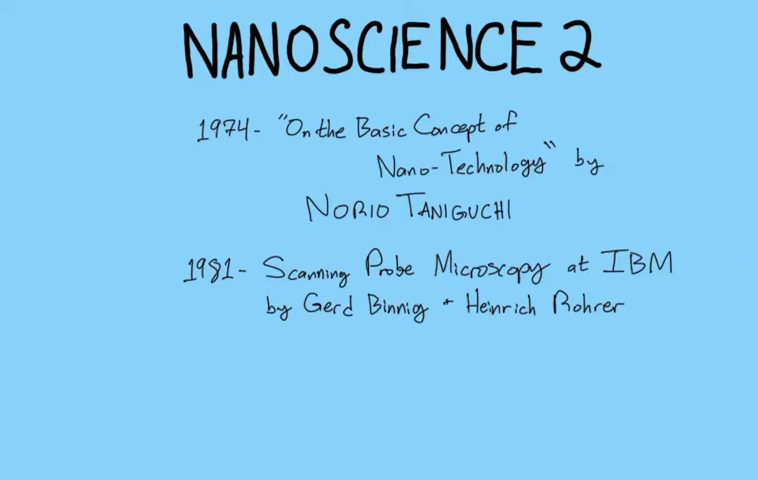 NANOSCIENCE 2
1974- "On the Basic Concept of
Nano-Technology" by
NORIO TANIGUCHI
1981- Scanning Probe Microscopy at IBM
by Gerd Binnig + Heinrich Rohrer